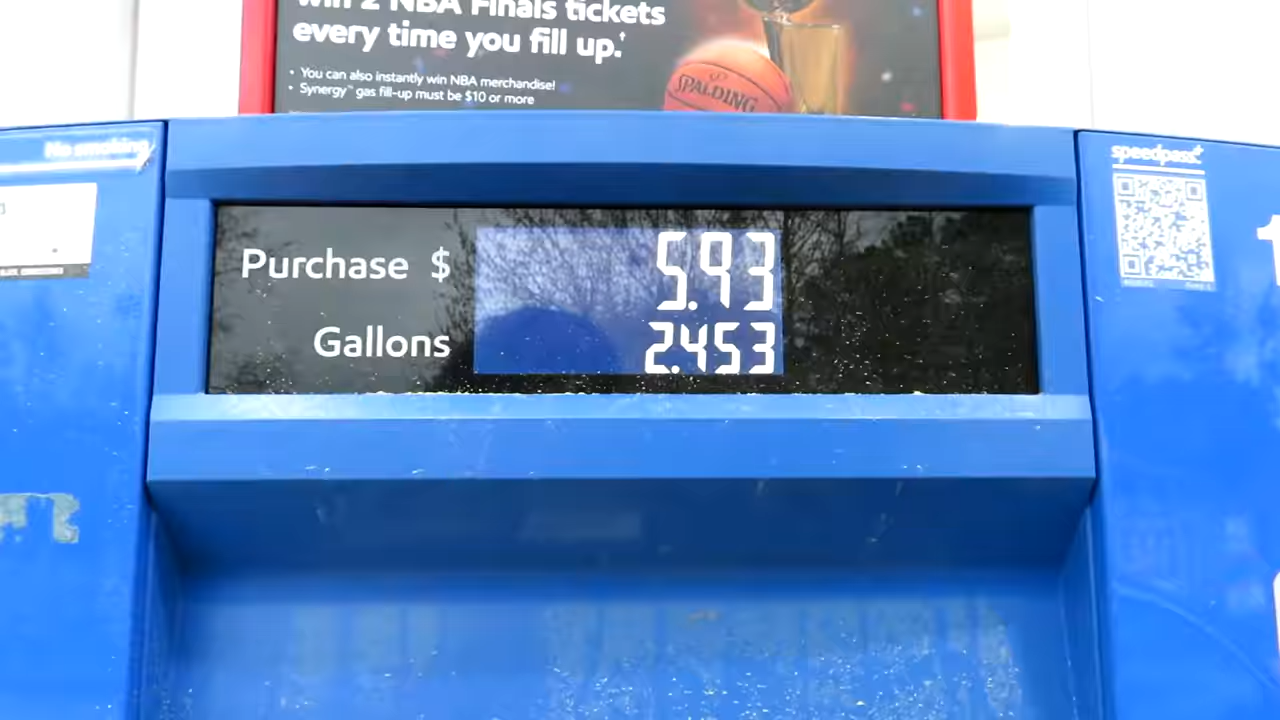 win 2 NBA Finals tickets
every time you fill up.†
• You can also instantly win NBA merchandise!
• Synergy™ gas fill-up must be $10 or more
SPALDING
No smoking
speedpass+
Purchase $ 5.93
Gallons 2.453